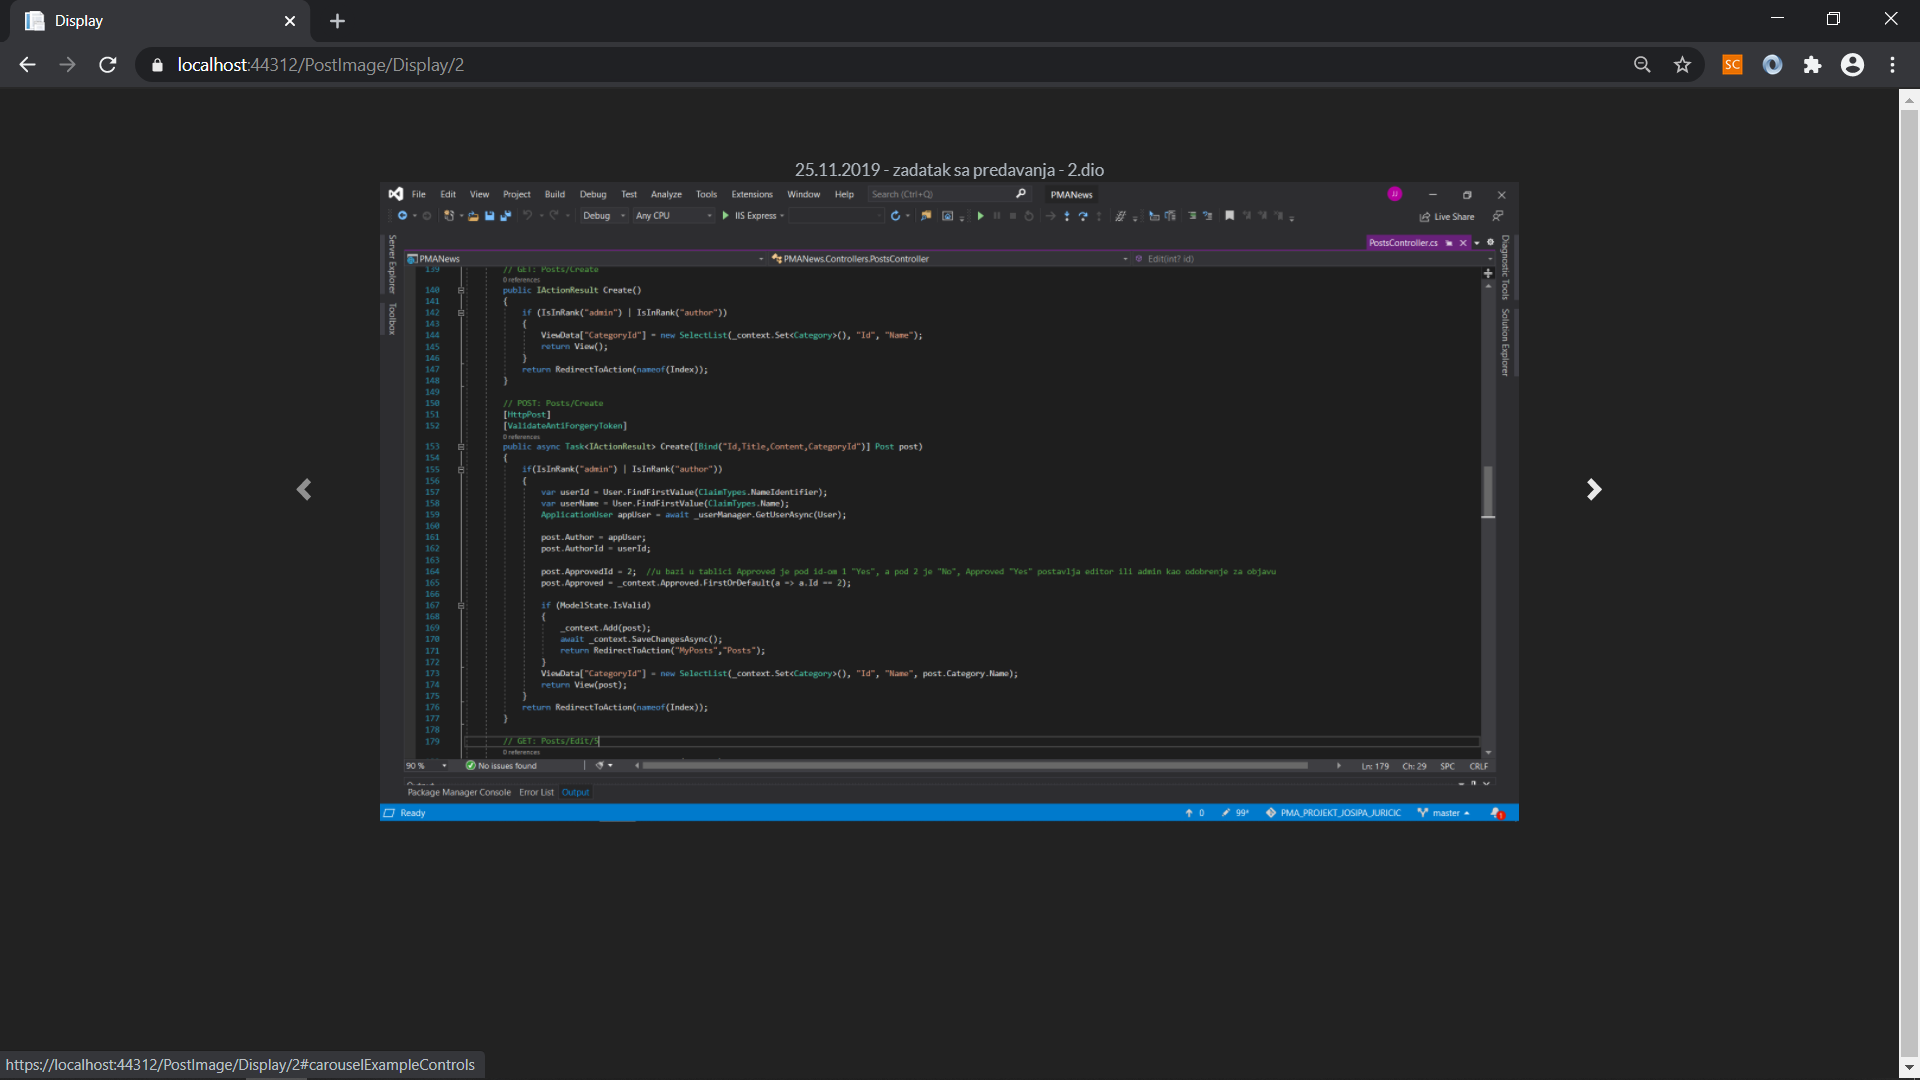 Display
localhost:44312/PostImage/Display/2
SC
25.11.2019 - zadatak sa predavanja - 2.dio
File Edit View Project Build Debug Test Analyze Tools Extensions Window Help Search (Ctrl+Q) PMANews JJ
Debug Any CPU IIS Express Live Share
Server Explorer
Toolbox
Diagnostic Tools
Solution Explorer
PostsController.cs
PMANews PMANews.Controllers.PostsController Edit(int? id)
139 // GET: Posts/Create
0 references
140 public IActionResult Create()
141 {
142 if (IsInRank("admin") | IsInRank("author"))
143 {
144 ViewData["CategoryId"] = new SelectList(_context.Set<Category>(), "Id", "Name");
145 return View();
146 }
147 return RedirectToAction(nameof(Index));
148 }
149
150 // POST: Posts/Create
151 [HttpPost]
152 [ValidateAntiForgeryToken]
0 references
153 public async Task<IActionResult> Create([Bind("Id,Title,Content,CategoryId")] Post post)
154 {
155 if(IsInRank("admin") | IsInRank("author"))
156 {
157 var userId = User.FindFirstValue(ClaimTypes.NameIdentifier);
158 var userName = User.FindFirstValue(ClaimTypes.Name);
159 ApplicationUser appUser = await _userManager.GetUserAsync(User);
160
161 post.Author = appUser;
162 post.AuthorId = userId;
163
164 post.ApprovedId = 2; //u bazi u tablici Approved je pod id-om 1 "Yes", a pod 2 je "No", Approved "Yes" postavlja editor ili admin kao odobrenje za objavu
165 post.Approved = _context.Approved.FirstOrDefault(a => a.Id == 2);
166
167 if (ModelState.IsValid)
168 {
169 _context.Add(post);
170 await _context.SaveChangesAsync();
171 return RedirectToAction("MyPosts","Posts");
172 }
173 ViewData["CategoryId"] = new SelectList(_context.Set<Category>(), "Id", "Name", post.Category.Name);
174 return View(post);
175 }
176 return RedirectToAction(nameof(Index));
177 }
178
179 // GET: Posts/Edit/5
0 references
90 % No issues found Ln: 179 Ch: 29 SPC CRLF
Package Manager Console Error List Output
Ready 0 99+ PMA_PROJEKT_JOSIPA_JURICIC master 1
https://localhost:44312/PostImage/Display/2#carouselExampleControls